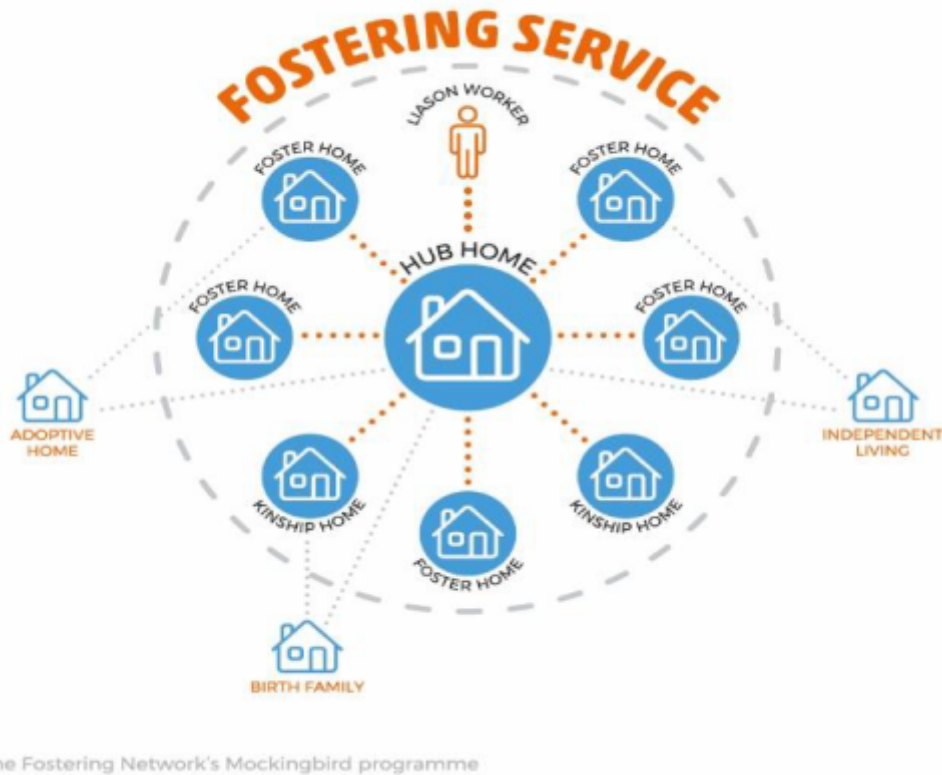 FOSTERING SERVICE
LIASON WORKER
FOSTER HOME
FOSTER HOME
HUB HOME
FOSTER HOME
FOSTER HOME
ADOPTIVE
HOME
INDEPENDENT
LIVING
KINSHIP HOME
KINSHIP HOME
FOSTER HOME
BIRTH FAMILY
Fostering Network's Mockingbird programme